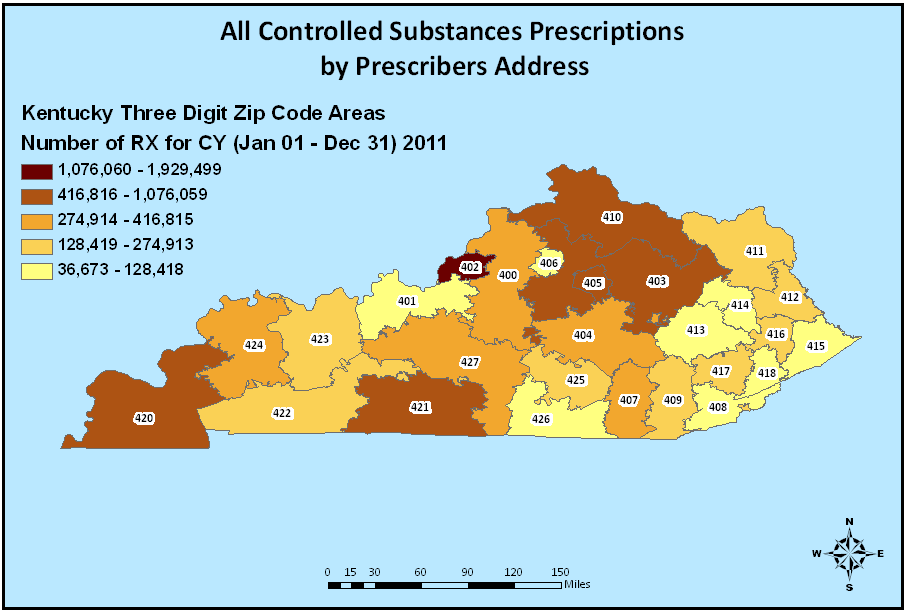 All Controlled Substances Prescriptions
by Prescribers Address
Kentucky Three Digit Zip Code Areas
Number of RX for CY (Jan 01 - Dec 31) 2011
1,076,060 - 1,929,499
416,816 - 1,076,059
274,914 - 416,815
128,419 - 274,913
36,673 - 128,418
410
411
402
406
400
405
403
401
412
414
413
404
416
415
424
423
427
417
418
425
420
422
421
426
407
409
408
N
W E
S
0 15 30 60 90 120 150
Miles